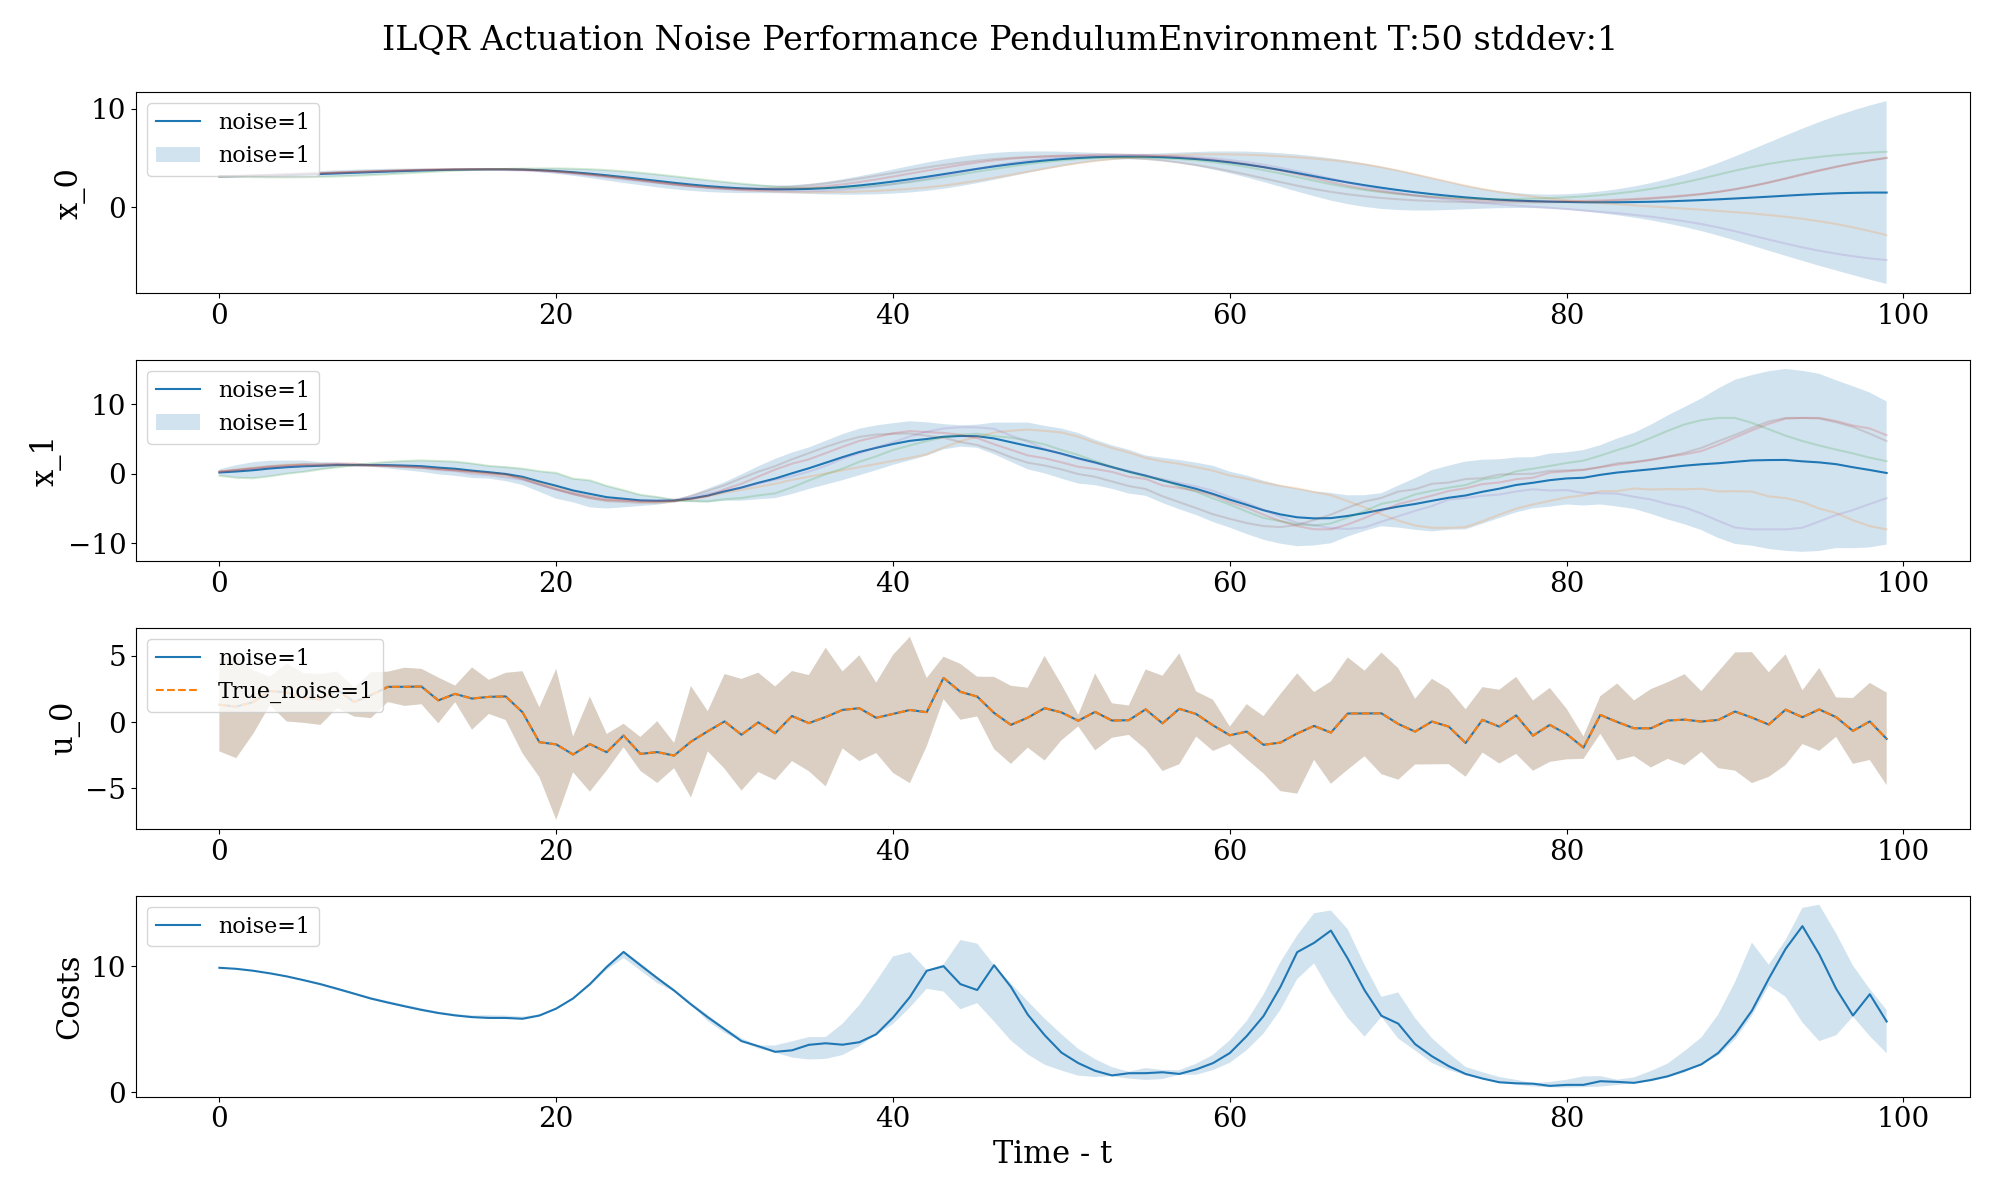 ILQR Actuation Noise Performance PendulumEnvironment T:50 stddev:1
x_0
10
0
noise=1
noise=1
0 20 40 60 80 100
x_1
10
0
−10
noise=1
noise=1
0 20 40 60 80 100
u_0
5
0
−5
noise=1
True_noise=1
0 20 40 60 80 100
Costs
10
0
noise=1
0 20 40 60 80 100
Time - t